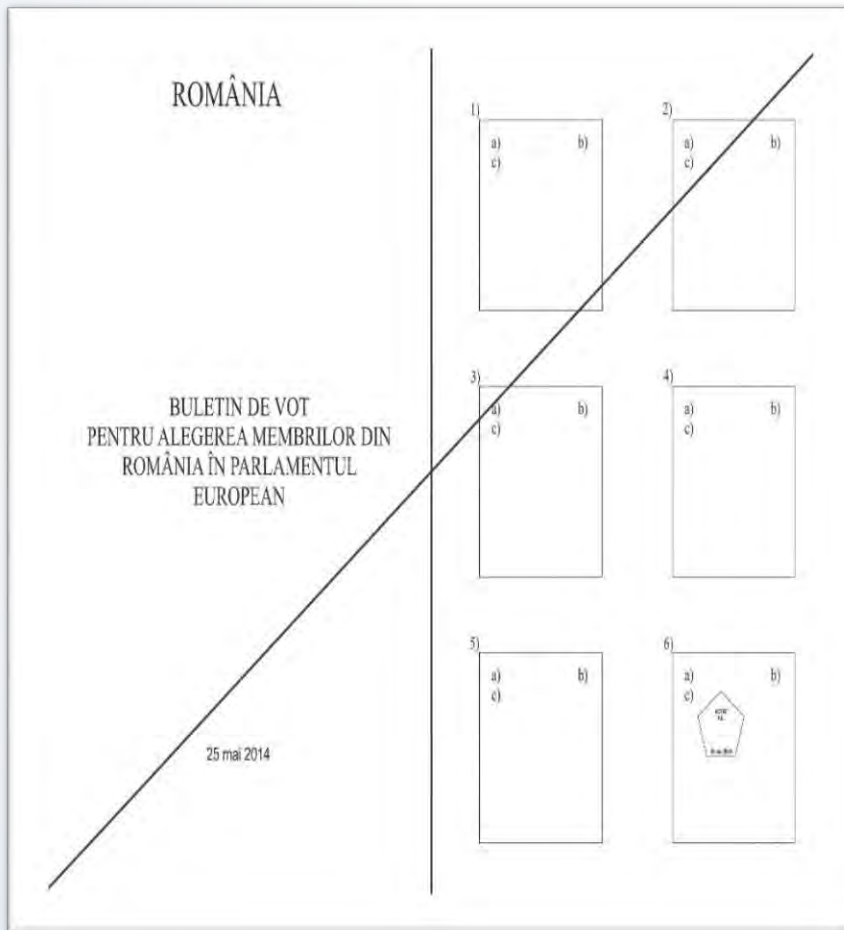 ROMÂNIA
BULETIN DE VOT
PENTRU ALEGEREA MEMBRILOR DIN
ROMÂNIA ÎN PARLAMENTUL
EUROPEAN
25 mai 2014
1)
a) b)
c)
2)
a) b)
c)
3)
a) b)
c)
4)
a) b)
c)
5)
a) b)
c)
6)
a) b)
c)